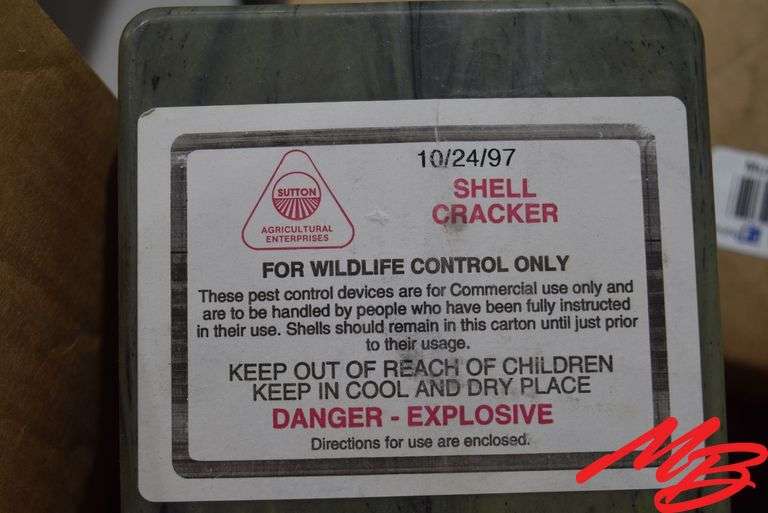 10/24/97
SUTTON
AGRICULTURAL
ENTERPRISES
SHELL
CRACKER
FOR WILDLIFE CONTROL ONLY
These pest control devices are for Commercial use only and
are to be handled by people who have been fully instructed
in their use. Shells should remain in this carton until just prior
to their usage.
KEEP OUT OF REACH OF CHILDREN
KEEP IN COOL AND DRY PLACE
DANGER - EXPLOSIVE
Directions for use are enclosed.
MB